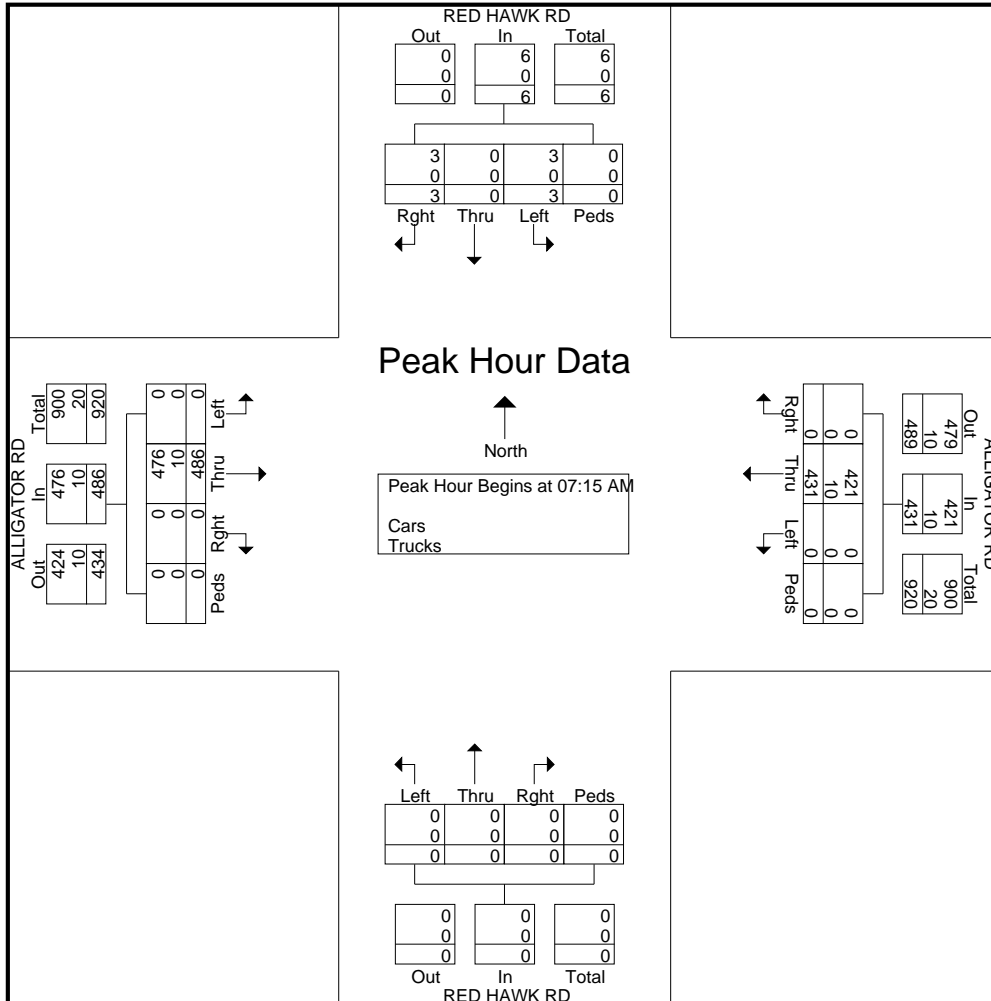 RED HAWK RD
Out In Total
0 6 6
0 0 0
0 6 6
3 0 3 0
0 0 0 0
3 0 3 0
Rght Thru Left Peds
Peak Hour Data
North
Peak Hour Begins at 07:15 AM
Cars
Trucks
ALLIGATOR RD
Out In Total
424 476 900
10 10 20
434 486 920
Peds Rght Thru Left
0 0 476 0
0 0 10 0
0 0 486 0
ALLIGATOR RD
Out In Total
479 421 900
10 10 20
489 431 920
Rght Thru Left Peds
0 421 0 0
0 10 0 0
0 431 0 0
Left Thru Rght Peds
0 0 0 0
0 0 0 0
0 0 0 0
0 0 0
0 0 0
0 0 0
Out In Total
RED HAWK RD